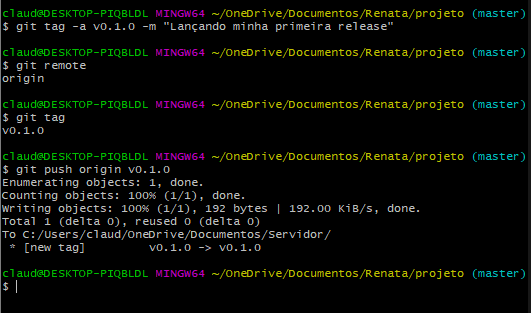 claud@DESKTOP-PIQBLDL MINGW64 ~/OneDrive/Documentos/Renata/projeto (master)
$ git tag -a v0.1.0 -m "Lançando minha primeira release"
claud@DESKTOP-PIQBLDL MINGW64 ~/OneDrive/Documentos/Renata/projeto (master)
$ git remote
origin
claud@DESKTOP-PIQBLDL MINGW64 ~/OneDrive/Documentos/Renata/projeto (master)
$ git tag
v0.1.0
claud@DESKTOP-PIQBLDL MINGW64 ~/OneDrive/Documentos/Renata/projeto (master)
$ git push origin v0.1.0
Enumerating objects: 1, done.
Counting objects: 100% (1/1), done.
Writing objects: 100% (1/1), 192 bytes | 192.00 KiB/s, done.
Total 1 (delta 0), reused 0 (delta 0)
To C:/Users/claud/OneDrive/Documentos/Servidor/
 * [new tag]         v0.1.0 -> v0.1.0
claud@DESKTOP-PIQBLDL MINGW64 ~/OneDrive/Documentos/Renata/projeto (master)
$